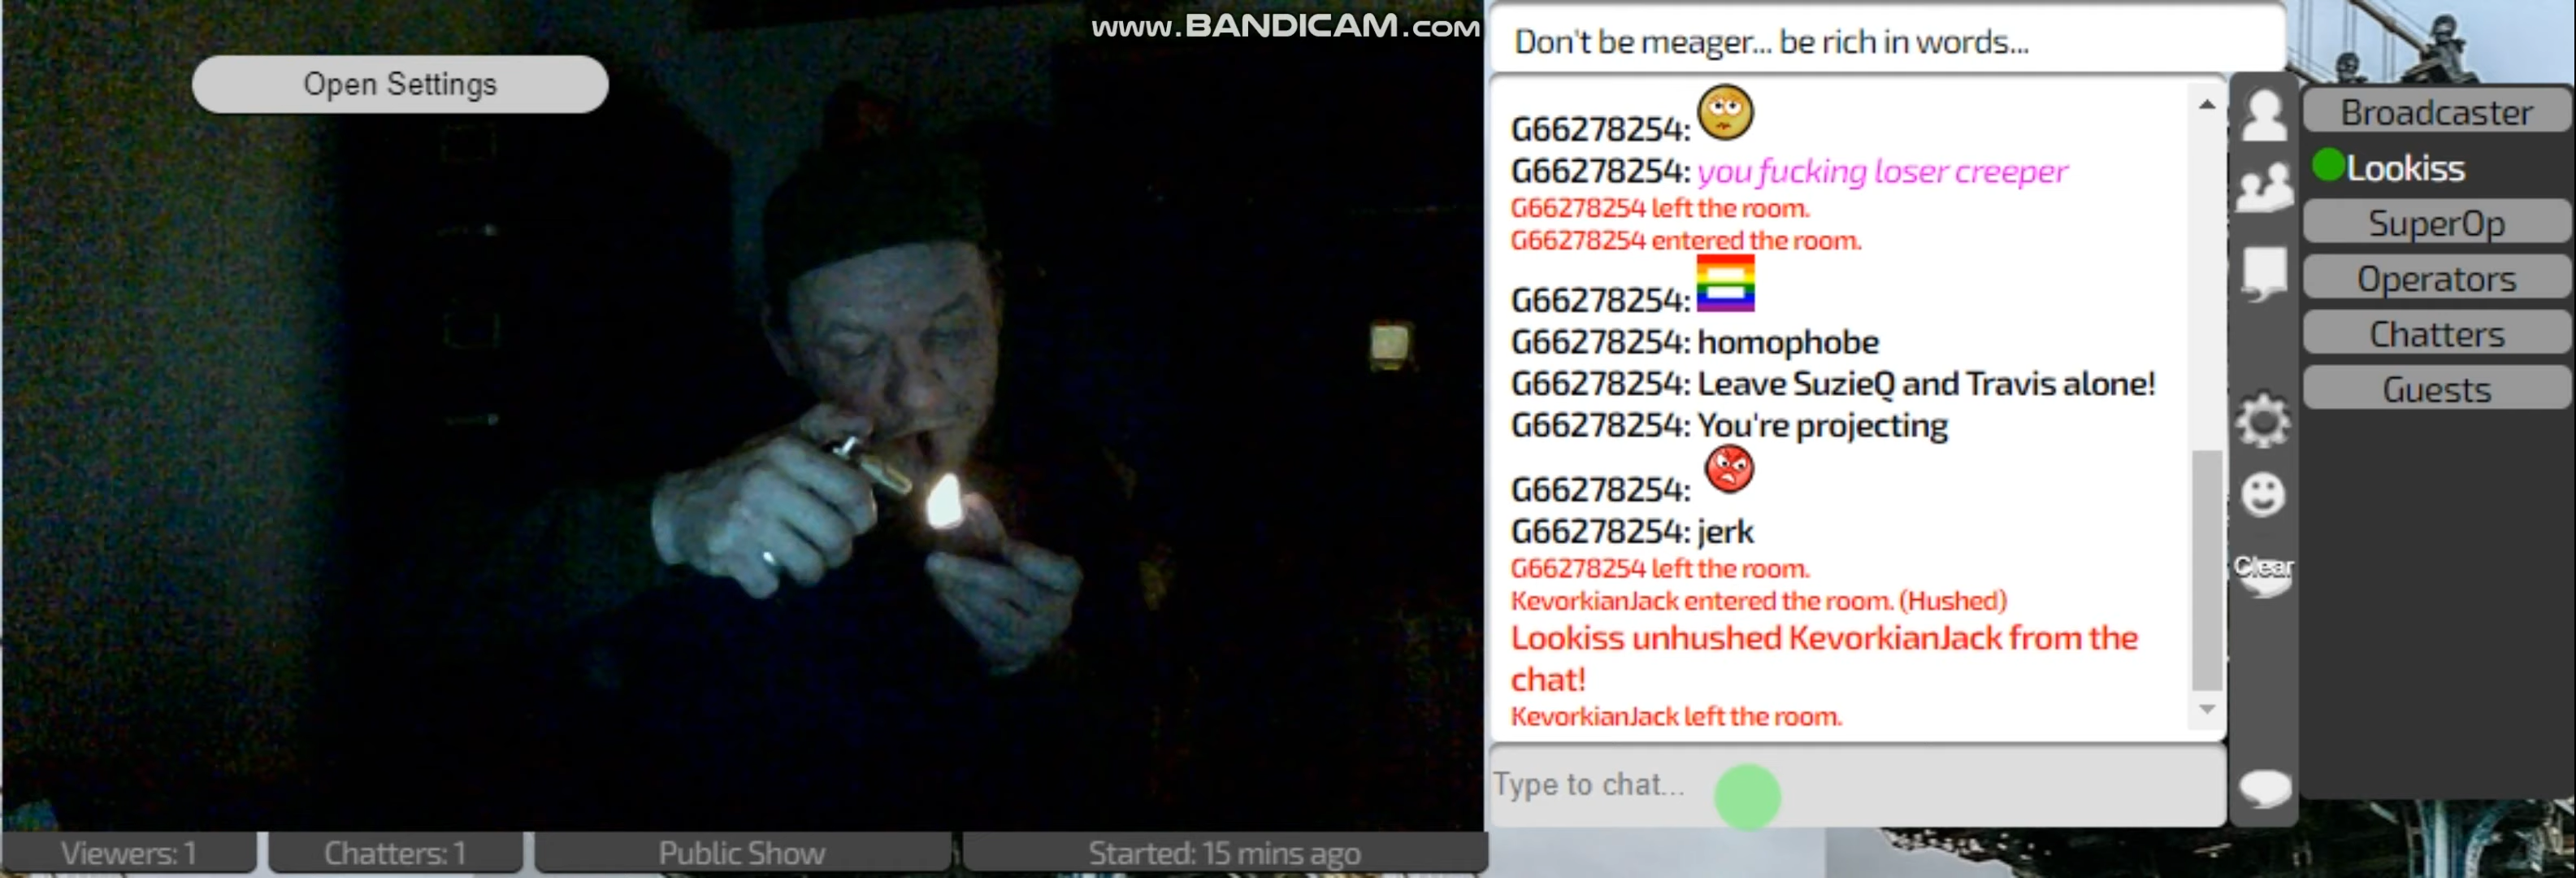 www.BANDICAM.com
Open Settings
Don't be meager... be rich in words...
G66278254:
G66278254: you fucking loser creeper
G66278254 left the room.
G66278254 entered the room.
G66278254:
G66278254: homophobe
G66278254: Leave SuzieQ and Travis alone!
G66278254: You're projecting
G66278254:
G66278254: jerk
G66278254 left the room.
KevorkianJack entered the room. (Hushed)
Lookiss unhushed KevorkianJack from the
chat!
KevorkianJack left the room.
Type to chat...
Clear
Broadcaster
Lookiss
SuperOp
Operators
Chatters
Guests
Viewers: 1
Chatters: 1
Public Show
Started: 15 mins ago